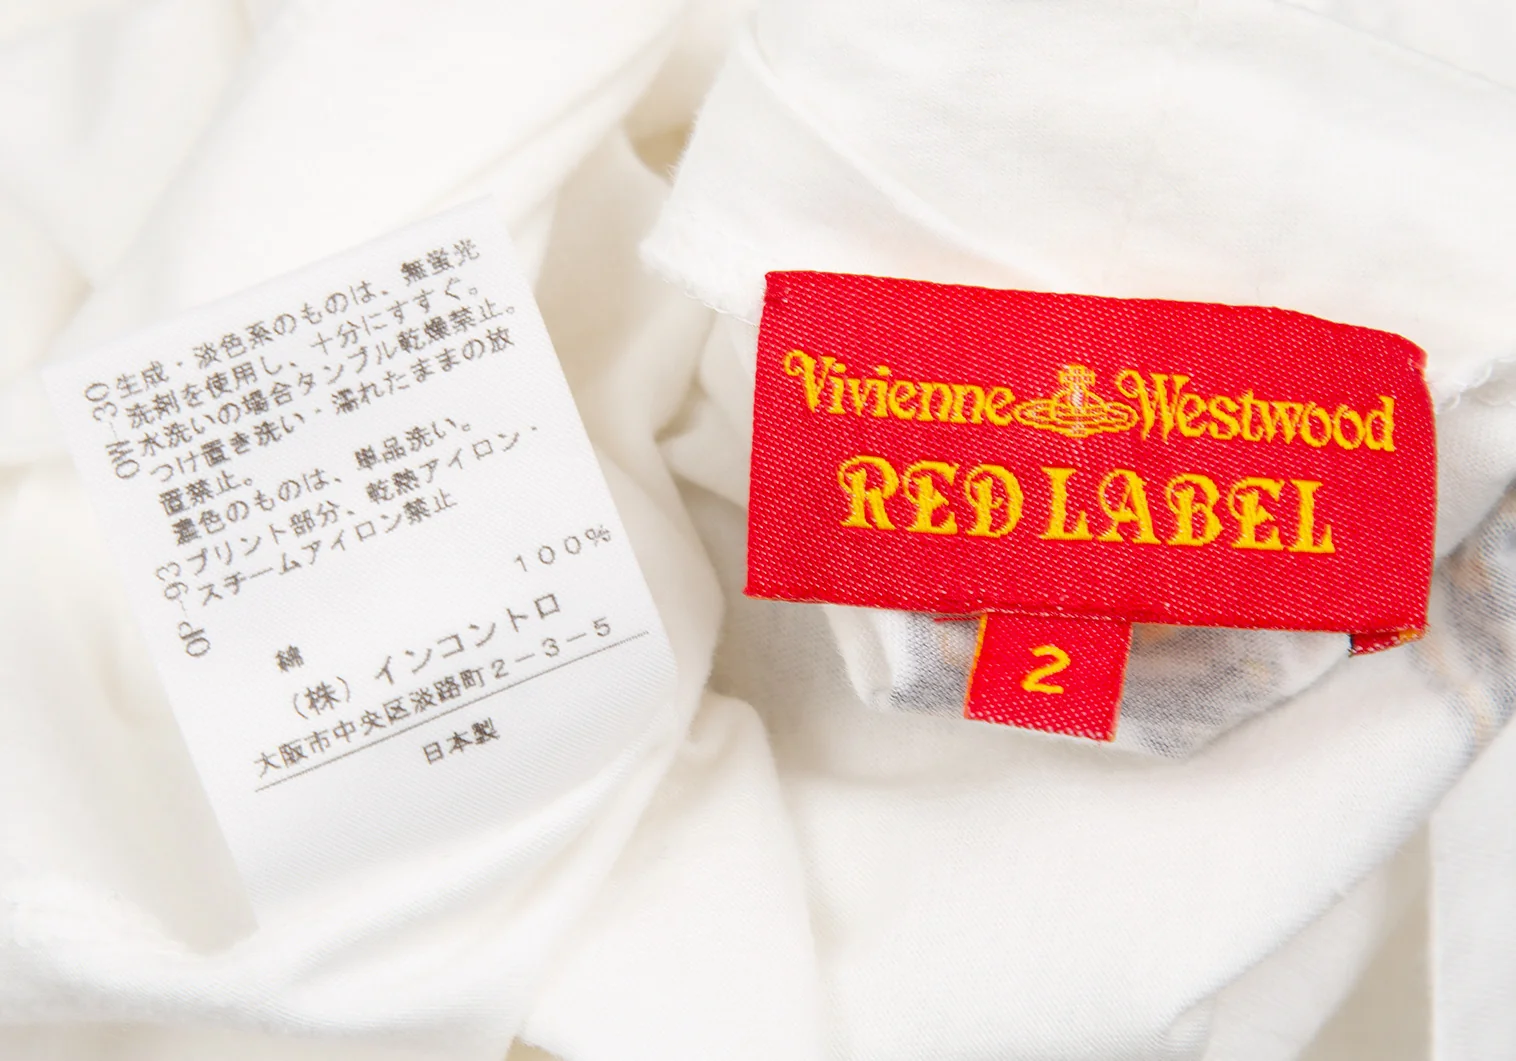 OW-30
生成・淡色系のものは、無蛍光
洗剤を使用し、十分にすすぐ。
水洗いの場合タンブル乾燥禁止。
つけ置き洗い・濡れたままの放
置禁止。
濃色のものは、単品洗い。
OP-93
プリント部分、乾熱アイロン・
スチームアイロン禁止
綿 100%
(株) インコントロ
大阪市中央区淡路町2-3-5
日本製
Vivienne Westwood
RED LABEL
2